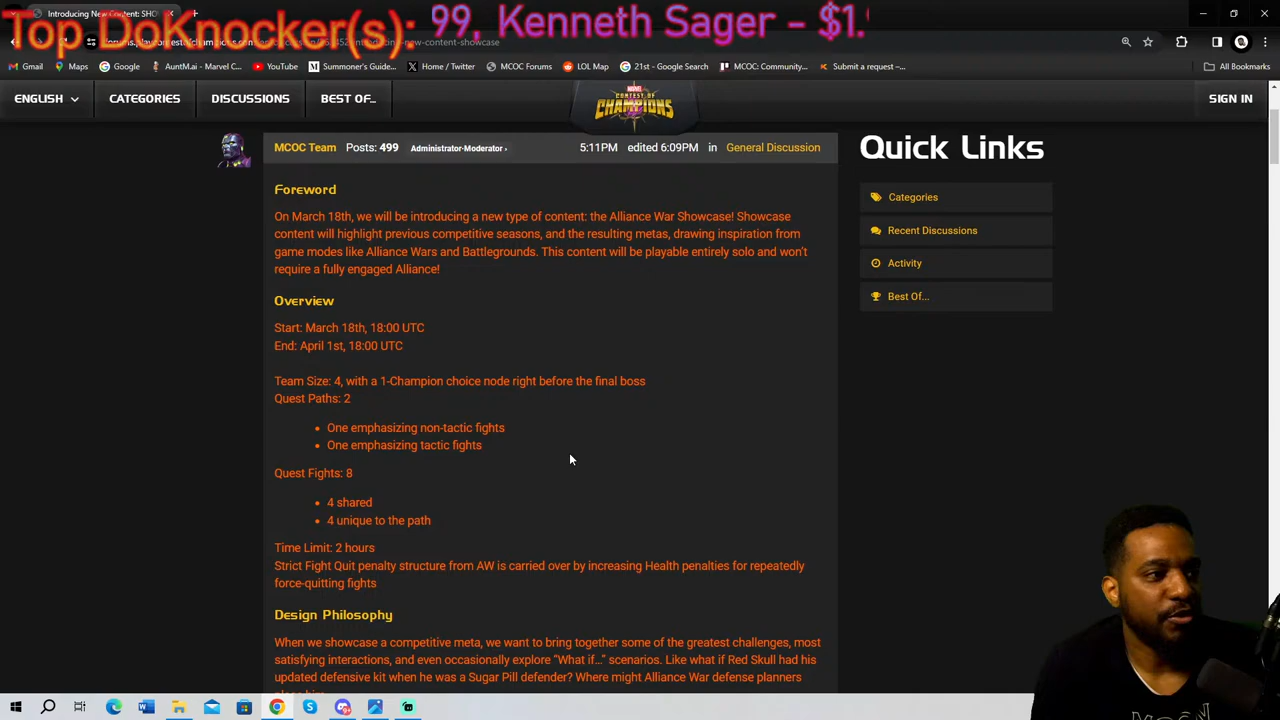 Introducing New Content: SHO
Top DoKnocker(s): 99, Kenneth Sager – $1.
-new-content-showcase
Gmail Maps Google AuntM.ai - Marvel C... YouTube Summoner's Guide... Home / Twitter MCOC Forums LOL Map 21st - Google Search MCOC: Community... Submit a request –... All Bookmarks
ENGLISH CATEGORIES DISCUSSIONS BEST OF... MARVEL CONTEST OF CHAMPIONS SIGN IN
MCOC Team Posts: 499 Administrator-Moderator › 5:11PM edited 6:09PM in General Discussion
Foreword
On March 18th, we will be introducing a new type of content: the Alliance War Showcase! Showcase
content will highlight previous competitive seasons, and the resulting metas, drawing inspiration from
game modes like Alliance Wars and Battlegrounds. This content will be playable entirely solo and won't
require a fully engaged Alliance!
Overview
Start: March 18th, 18:00 UTC
End: April 1st, 18:00 UTC
Team Size: 4, with a 1-Champion choice node right before the final boss
Quest Paths: 2
• One emphasizing non-tactic fights
• One emphasizing tactic fights
Quest Fights: 8
• 4 shared
• 4 unique to the path
Time Limit: 2 hours
Strict Fight Quit penalty structure from AW is carried over by increasing Health penalties for repeatedly
force-quitting fights
Design Philosophy
When we showcase a competitive meta, we want to bring together some of the greatest challenges, most
satisfying interactions, and even occasionally explore "What if..." scenarios. Like what if Red Skull had his
updated defensive kit when he was a Sugar Pill defender? Where might Alliance War defense planners
place him
Quick Links
Categories
Recent Discussions
Activity
Best Of...